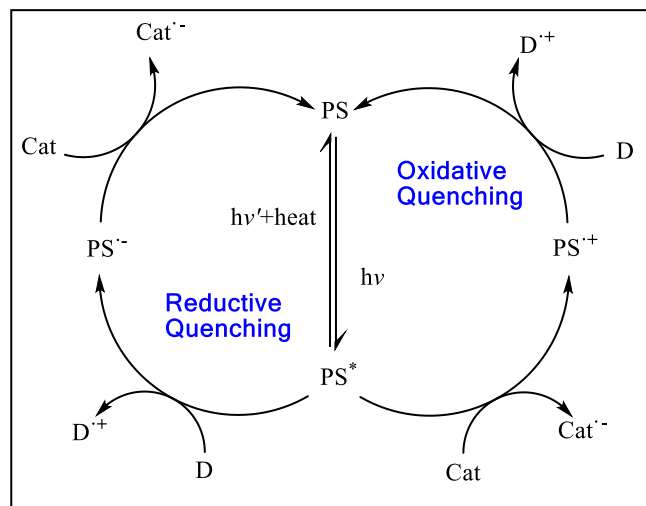 Cat·-
D·+
PS
Cat
D
Oxidative
Quenching
hν'+heat
PS·-
PS·+
hν
Reductive
Quenching
PS*
D·+
Cat·-
D
Cat